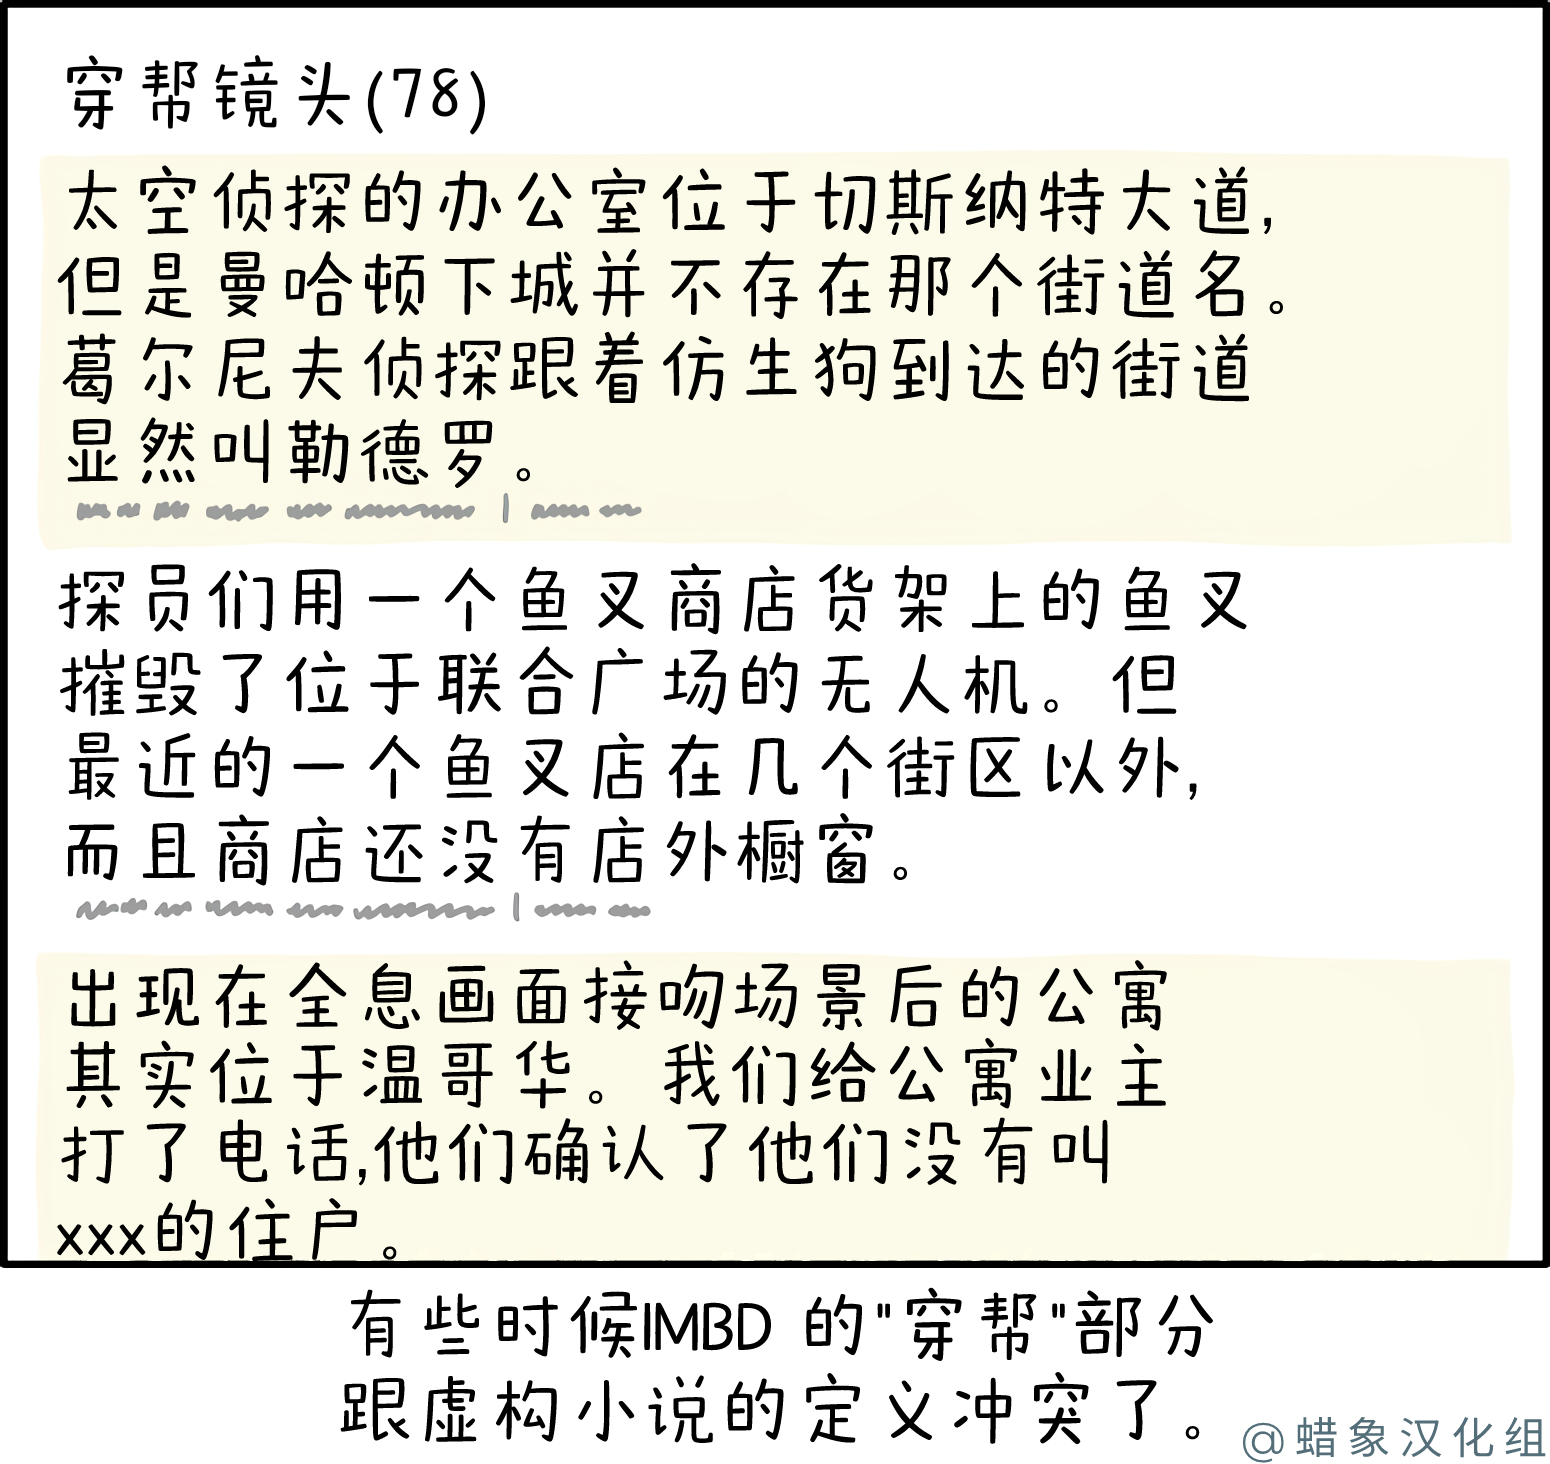 穿帮镜头(78)
太空侦探的办公室位于切斯纳特大道,
但是曼哈顿下城并不存在那个街道名。
葛尔尼夫侦探跟着仿生狗到达的街道
显然叫勒德罗。
探员们用一个鱼叉商店货架上的鱼叉
摧毁了位于联合广场的无人机。但
最近的一个鱼叉店在几个街区以外,
而且商店还没有店外橱窗。
出现在全息画面接吻场景后的公寓
其实位于温哥华。我们给公寓业主
打了电话,他们确认了他们没有叫
xxx的住户。
有些时候IMBD 的"穿帮"部分
跟虚构小说的定义冲突了。
@蜡象汉化组